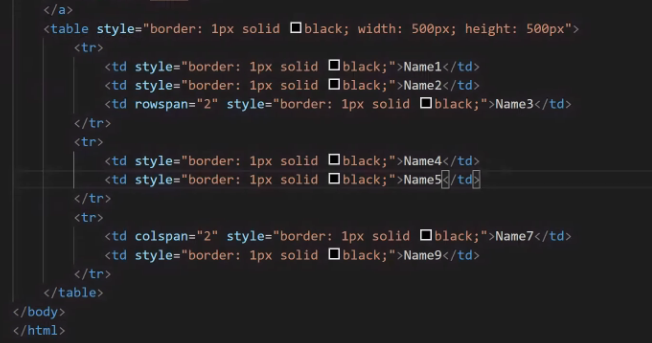 </a>
<table style="border: 1px solid black; width: 500px; height: 500px">
<tr>
<td style="border: 1px solid black;">Name1</td>
<td style="border: 1px solid black;">Name2</td>
<td rowspan="2" style="border: 1px solid black;">Name3</td>
</tr>
<tr>
<td style="border: 1px solid black;">Name4</td>
<td style="border: 1px solid black;">Name5</td>
</tr>
<tr>
<td colspan="2" style="border: 1px solid black;">Name7</td>
<td style="border: 1px solid black;">Name9</td>
</tr>
</table>
</body>
</html>